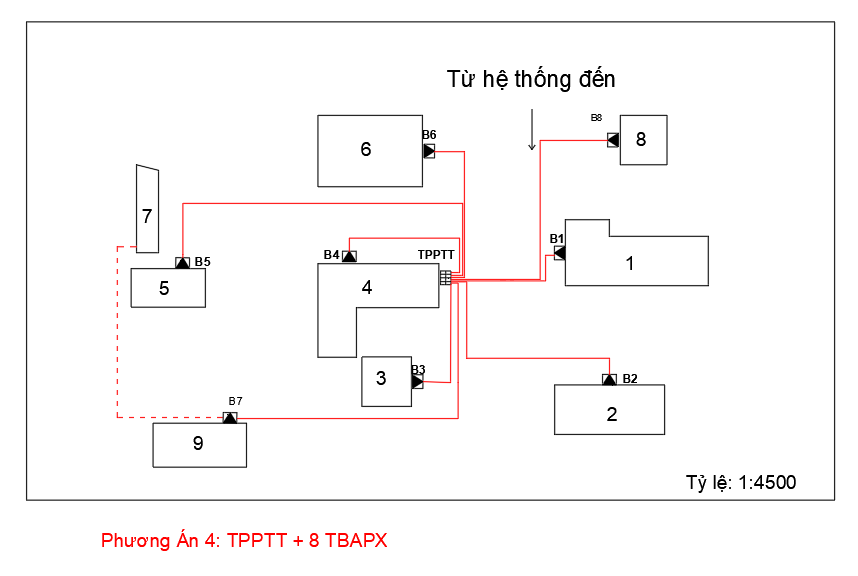 Từ hệ thống đến
B8
B6
8
6
7
B1
B4
TPPTT
B5
1
5
4
B3
3
B2
B7
2
9
Tỷ lệ: 1:4500
Phương Án 4: TPPTT + 8 TBAPX